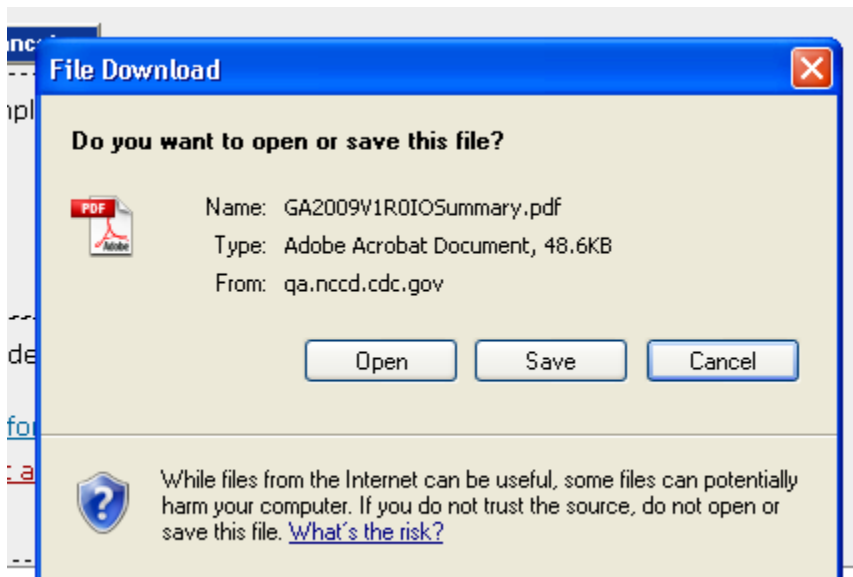 File Download
Do you want to open or save this file?
PDF
Adobe
Name: GA2009V1R0IOSummary.pdf
Type: Adobe Acrobat Document, 48.6KB
From: qa.nccd.cdc.gov
Open Save Cancel
While files from the Internet can be useful, some files can potentially
harm your computer. If you do not trust the source, do not open or
save this file. What's the risk?